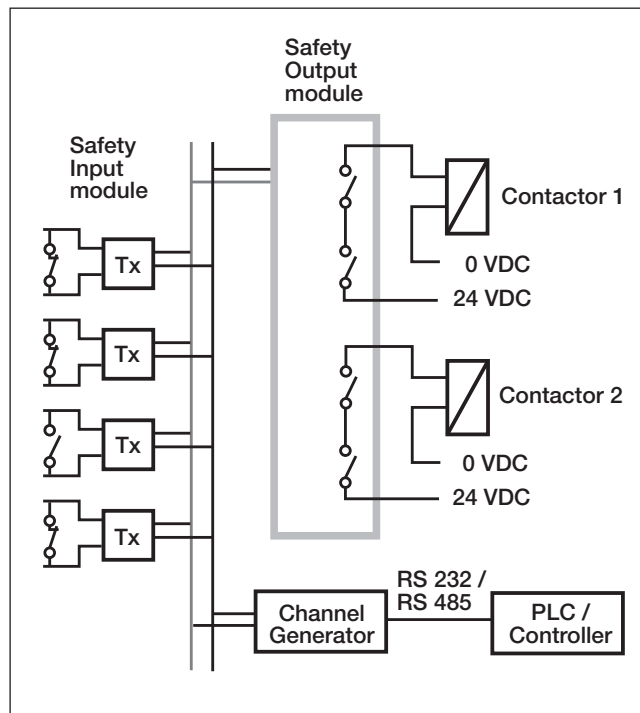 Safety
Output
module
Safety
Input
module
Contactor 1
0 VDC
24 VDC
Tx
Tx
Tx
Tx
Contactor 2
0 VDC
24 VDC
Channel
Generator
RS 232 /
RS 485
PLC /
Controller